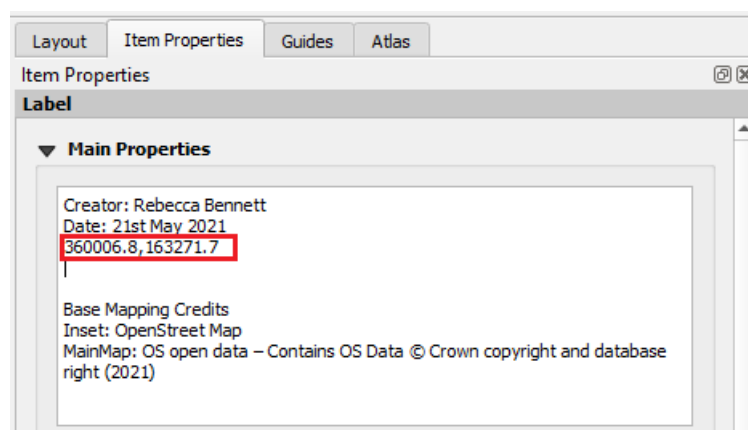 Layout Item Properties Guides Atlas
Item Properties
Label
Main Properties
Creator: Rebecca Bennett
Date: 21st May 2021
360006.8,163271.7
Base Mapping Credits
Inset: OpenStreet Map
MainMap: OS open data – Contains OS Data © Crown copyright and database
right (2021)